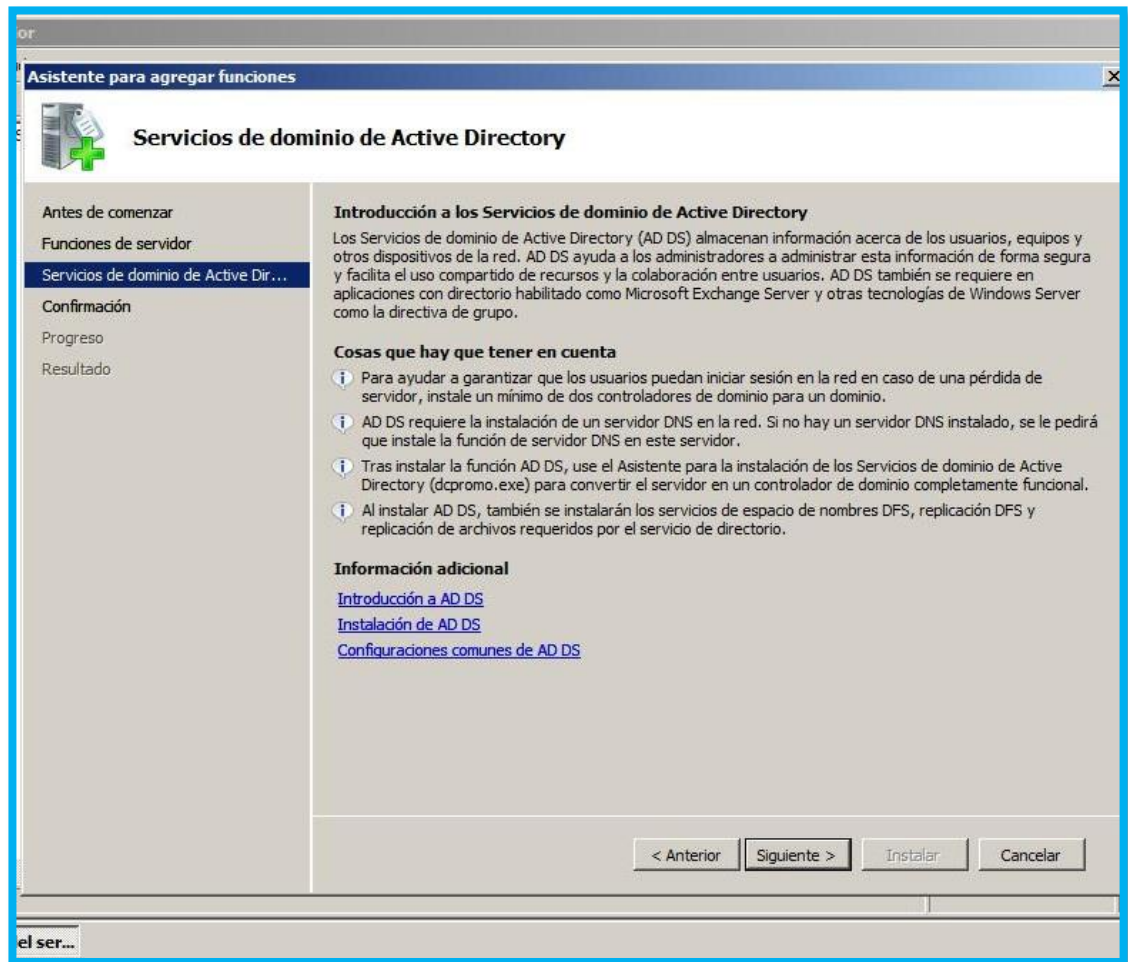 or
Asistente para agregar funciones
Servicios de dominio de Active Directory
Antes de comenzar
Funciones de servidor
Servicios de dominio de Active Dir...
Confirmación
Progreso
Resultado
Introducción a los Servicios de dominio de Active Directory
Los Servicios de dominio de Active Directory (AD DS) almacenan información acerca de los usuarios, equipos y
otros dispositivos de la red. AD DS ayuda a los administradores a administrar esta información de forma segura
y facilita el uso compartido de recursos y la colaboración entre usuarios. AD DS también se requiere en
aplicaciones con directorio habilitado como Microsoft Exchange Server y otras tecnologías de Windows Server
como la directiva de grupo.
Cosas que hay que tener en cuenta
Para ayudar a garantizar que los usuarios puedan iniciar sesión en la red en caso de una pérdida de
servidor, instale un mínimo de dos controladores de dominio para un dominio.
AD DS requiere la instalación de un servidor DNS en la red. Si no hay un servidor DNS instalado, se le pedirá
que instale la función de servidor DNS en este servidor.
Tras instalar la función AD DS, use el Asistente para la instalación de los Servicios de dominio de Active
Directory (dcpromo.exe) para convertir el servidor en un controlador de dominio completamente funcional.
Al instalar AD DS, también se instalarán los servicios de espacio de nombres DFS, replicación DFS y
replicación de archivos requeridos por el servicio de directorio.
Información adicional
Introducción a AD DS
Instalación de AD DS
Configuraciones comunes de AD DS
< Anterior
Siguiente >
Instalar
Cancelar
el ser...